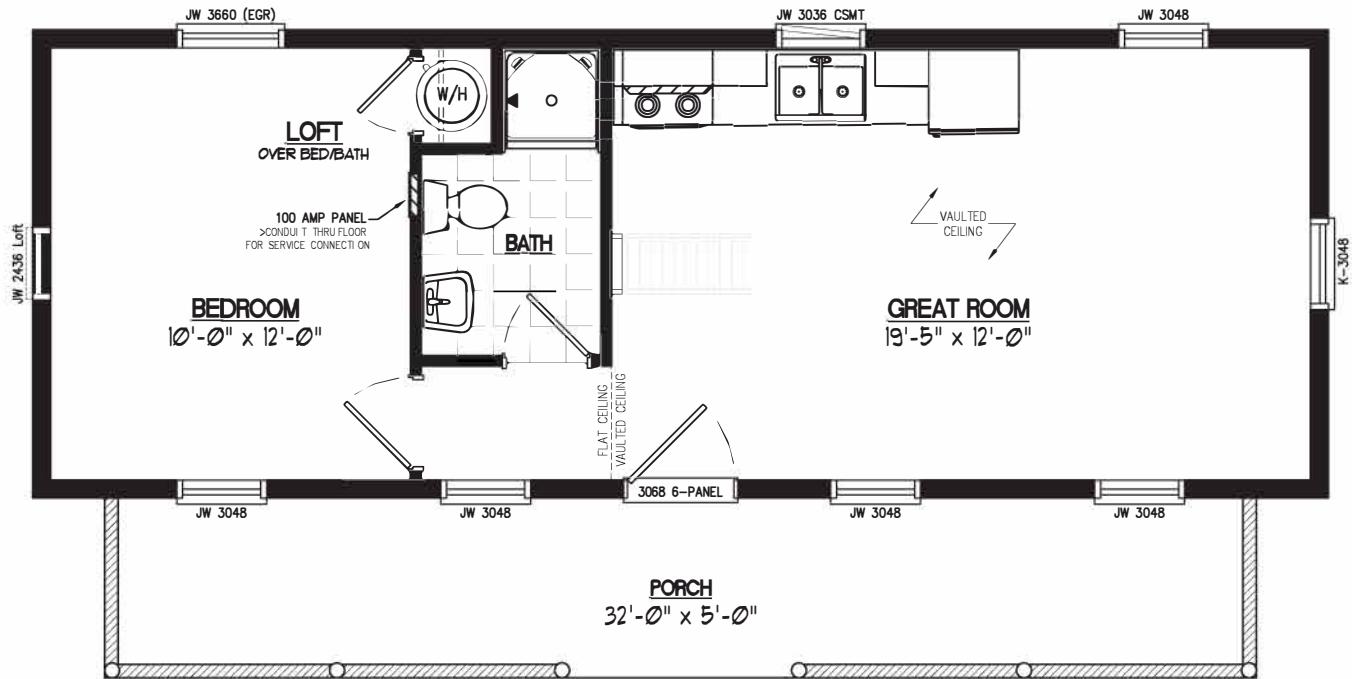 JW 3660 (EGR)
JW 3036 CSMT
JW 3048
W/H
LOFT
OVER BED/BATH
100 AMP PANEL
>CONDUIT THRU FLOOR
FOR SERVICE CONNECTION
BATH
VAULTED
CEILING
JW 2436 Loft
K-3048
BEDROOM
10'-0" x 12'-0"
GREAT ROOM
19'-5" x 12'-0"
FLAT CEILING
VAULTED CEILING
3068 6-PANEL
JW 3048
JW 3048
JW 3048
JW 3048
PORCH
32'-0" x 5'-0"